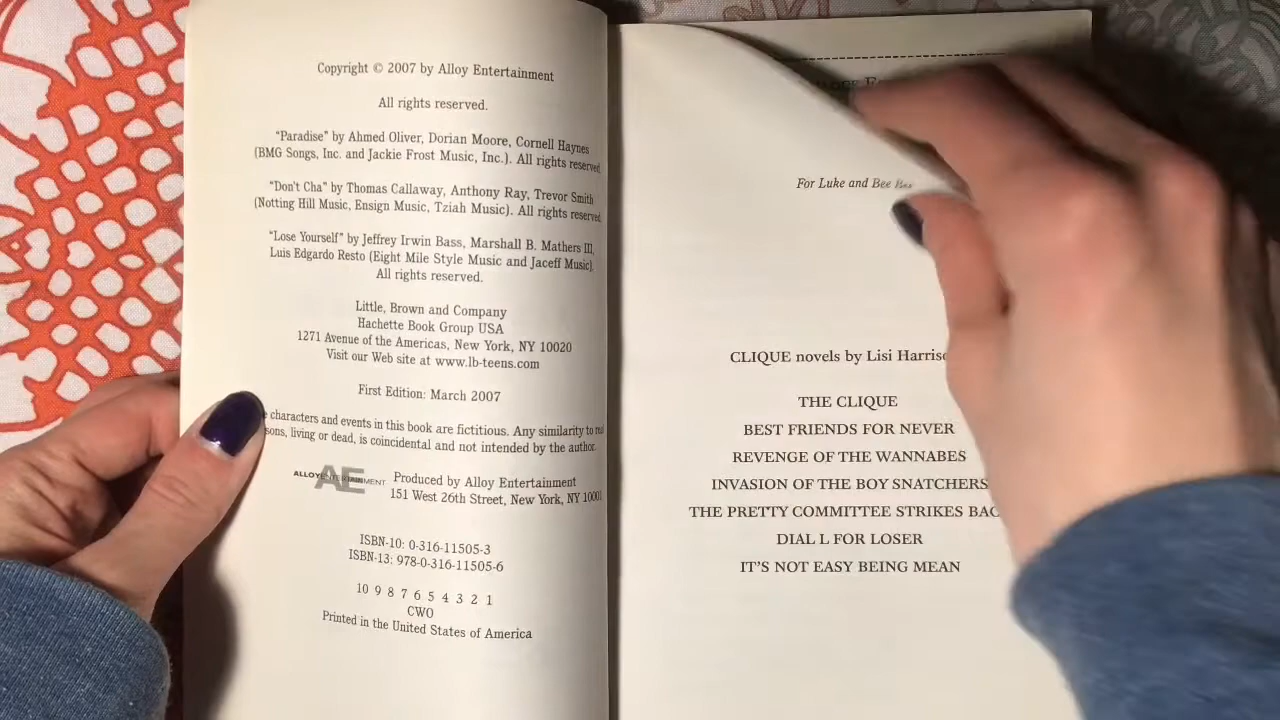 Copyright © 2007 by Alloy Entertainment
All rights reserved.
“Paradise” by Ahmed Oliver, Dorian Moore, Cornell Haynes
(BMG Songs, Inc. and Jackie Frost Music, Inc.). All rights reserved
“Don't Cha” by Thomas Callaway, Anthony Ray, Trevor Smith
(Notting Hill Music, Ensign Music, Tziah Music). All rights reserved
“Lose Yourself” by Jeffrey Irwin Bass, Marshall B. Mathers III,
Luis Edgardo Resto (Eight Mile Style Music and Jaceff Music).
All rights reserved.
Little, Brown and Company
Hachette Book Group USA
1271 Avenue of the Americas, New York, NY 10020
Visit our Web site at www.lb-teens.com
First Edition: March 2007
characters and events in this book are fictitious. Any similarity to
sons, living or dead, is coincidental and not intended by the author.
ALLOY ENTERTAINMENT
AE
Produced by Alloy Entertainment
151 West 26th Street, New York, NY 10001
ISBN-10: 0-316-11505-3
ISBN-13: 978-0-316-11505-6
10 9 8 7 6 5 4 3 2 1
CWO
Printed in the United States of America
For Luke and Bee
CLIQUE novels by Lisi Harriso
THE CLIQUE
BEST FRIENDS FOR NEVER
REVENGE OF THE WANNABES
INVASION OF THE BOY SNATCHERS
THE PRETTY COMMITTEE STRIKES BAC
DIAL L FOR LOSER
IT'S NOT EASY BEING MEAN